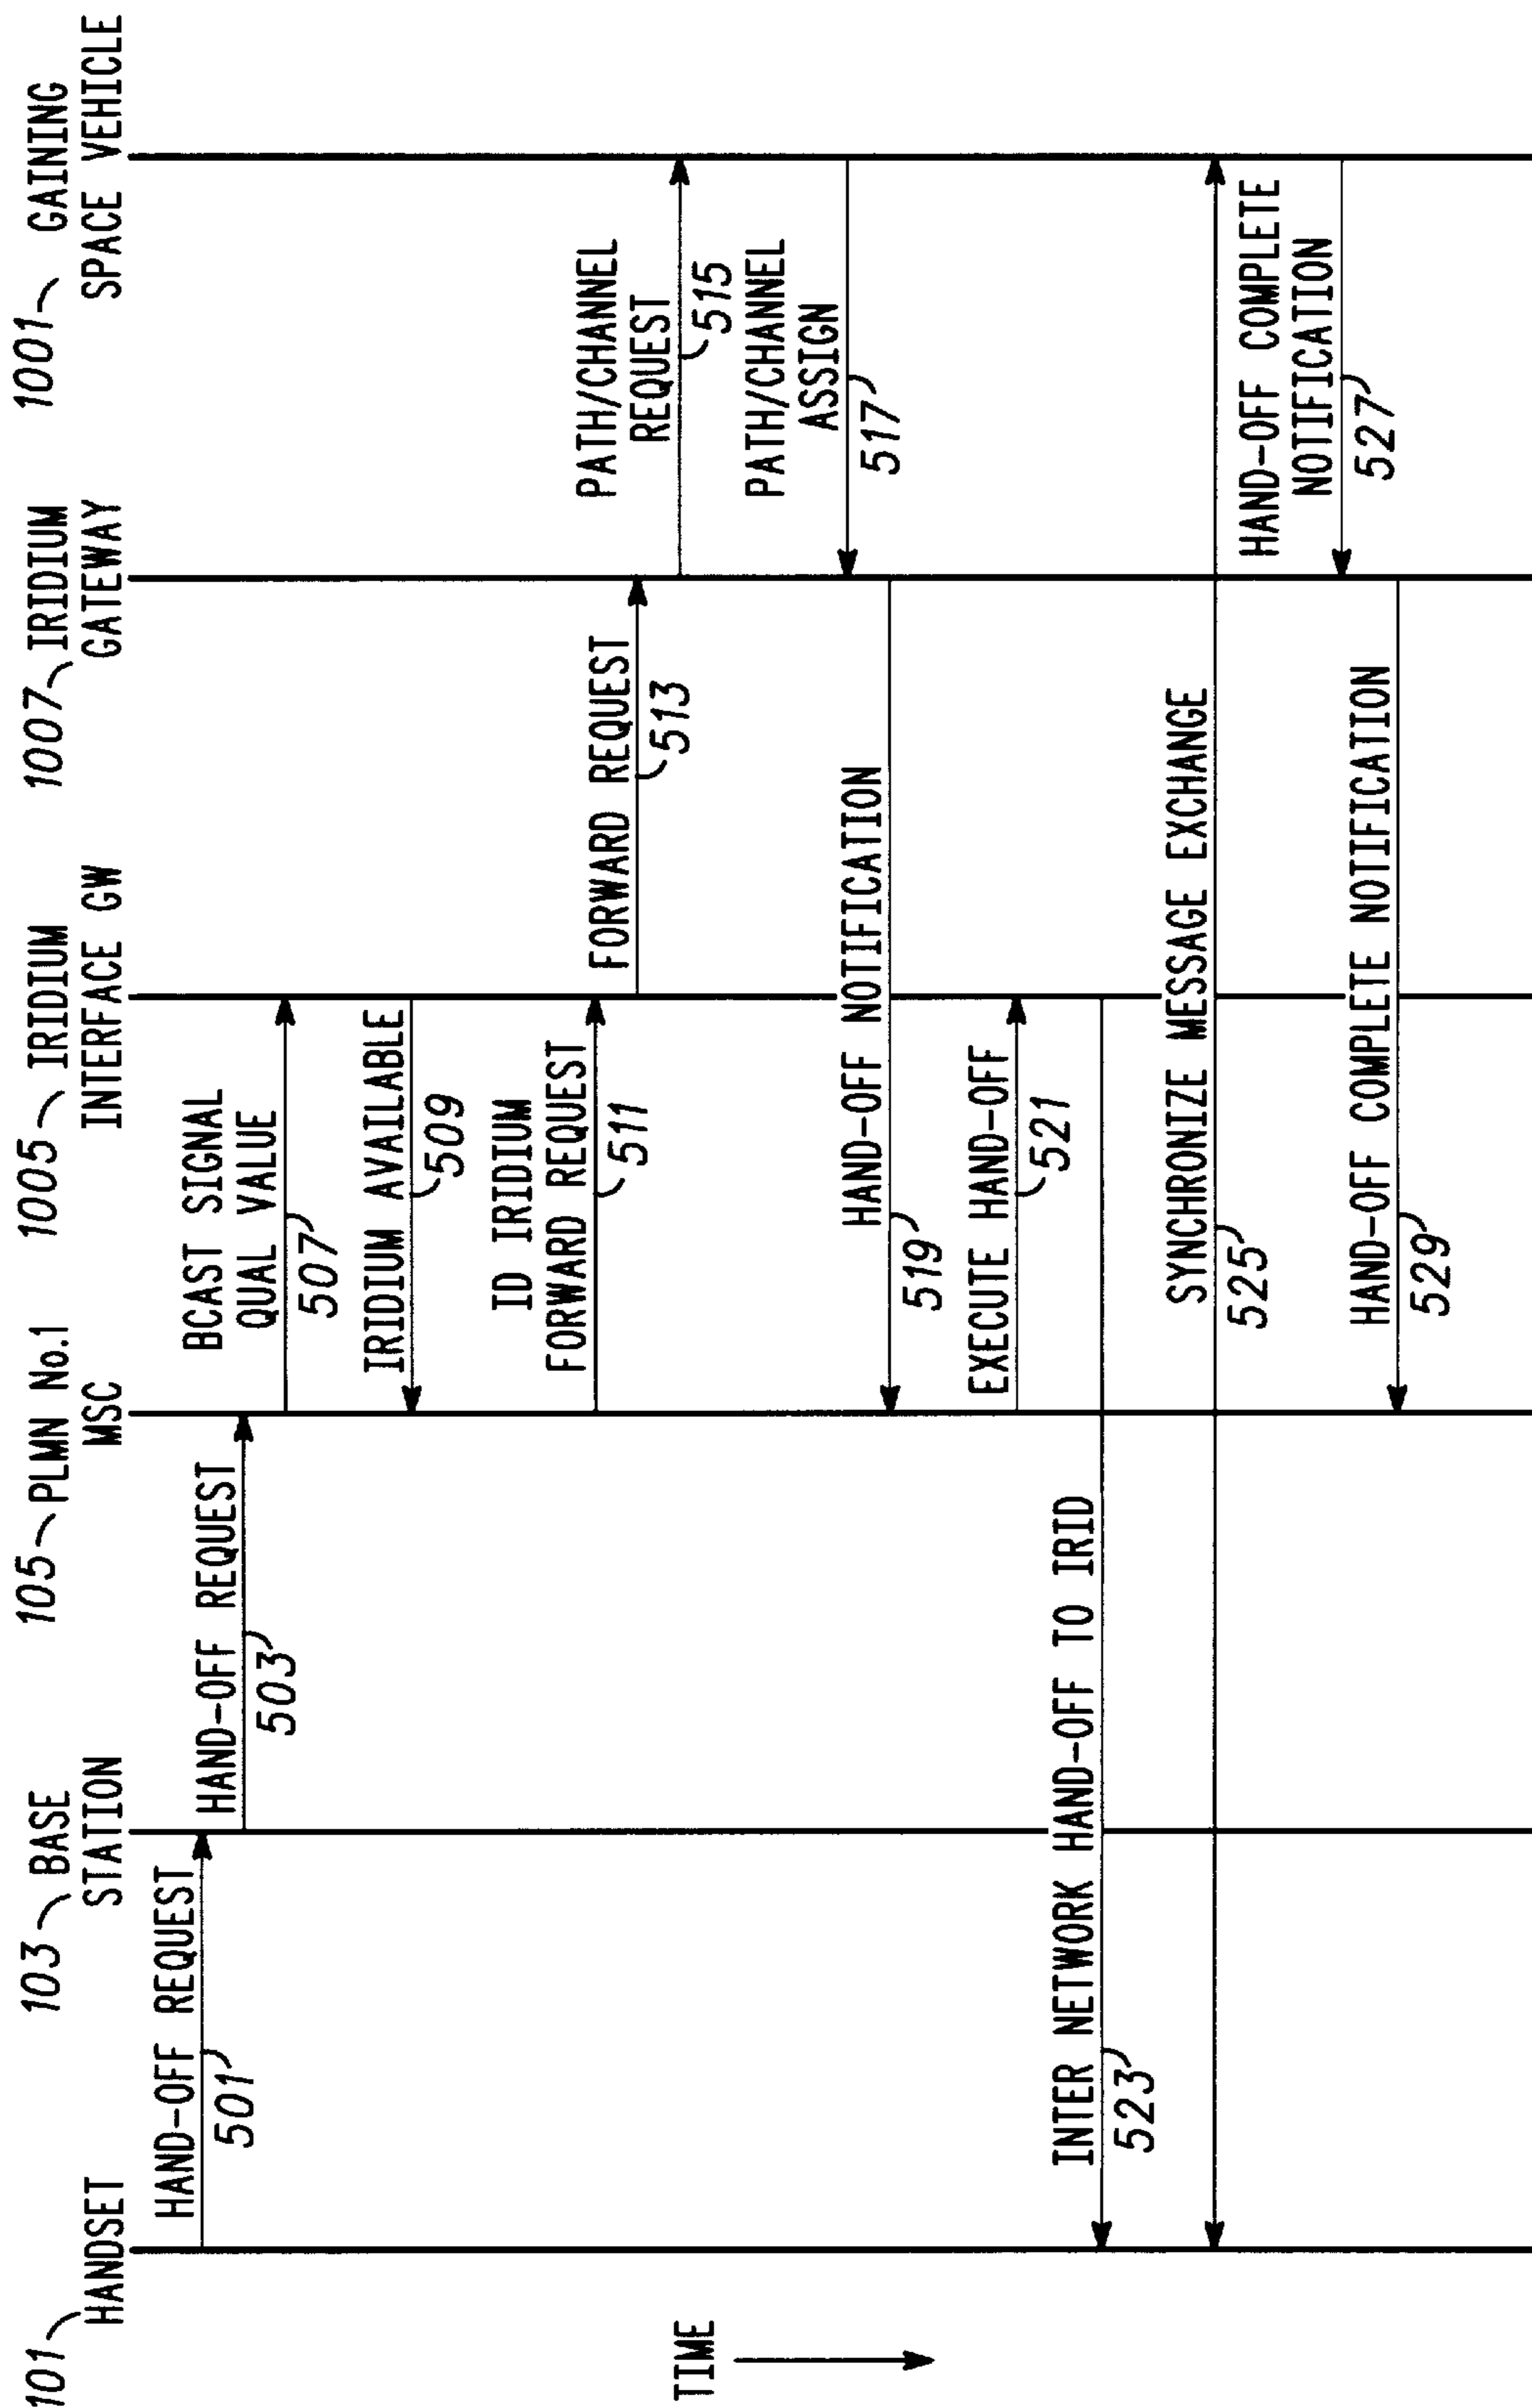 101
HANDSET
103
BASE
STATION
105
PLMN No.1
MSC
1005
IRIDIUM
INTERFACE GW
1007
IRIDIUM
GATEWAY
1001
GAINING
SPACE VEHICLE
TIME
HAND-OFF REQUEST
501
HAND-OFF REQUEST
503
BCAST SIGNAL
QUAL VALUE
507
IRIDIUM AVAILABLE
509
ID IRIDIUM
FORWARD REQUEST
511
FORWARD REQUEST
513
PATH/CHANNEL
REQUEST
515
PATH/CHANNEL
ASSIGN
517
HAND-OFF NOTIFICATION
519
EXECUTE HAND-OFF
521
INTER NETWORK HAND-OFF TO IRID
523
SYNCHRONIZE MESSAGE EXCHANGE
525
HAND-OFF COMPLETE
NOTIFICATION
527
HAND-OFF COMPLETE NOTIFICATION
529